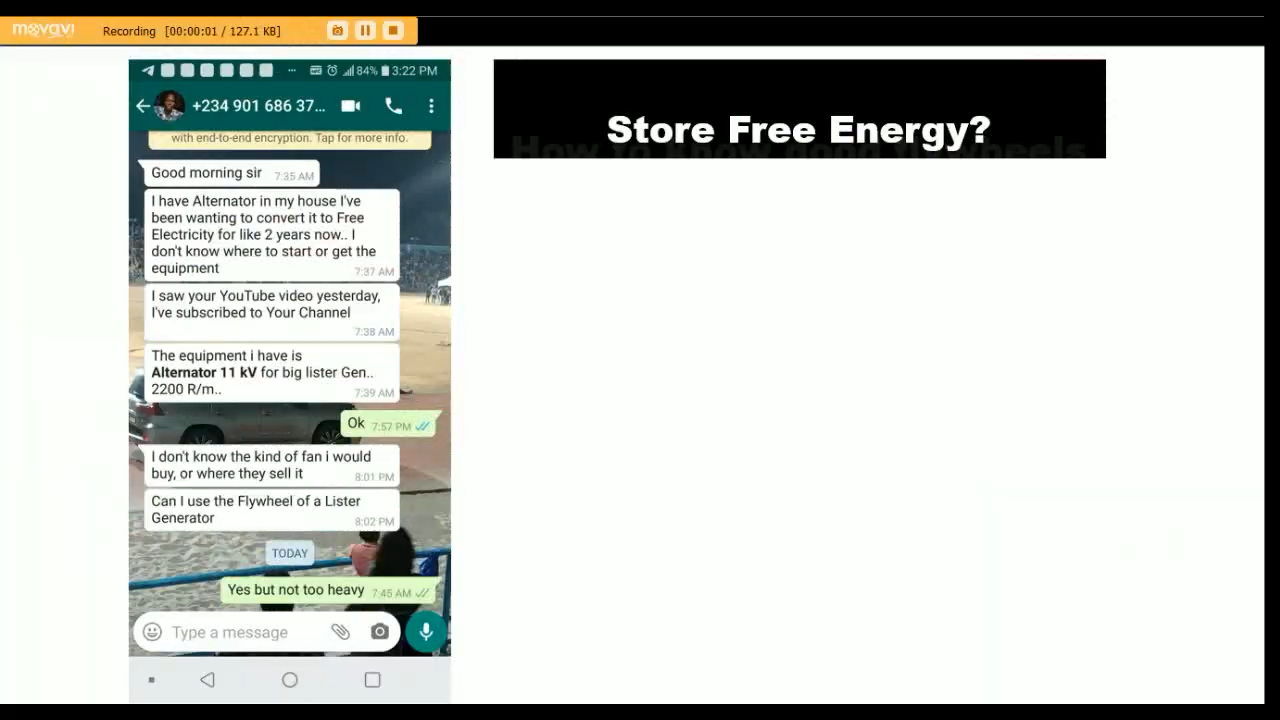 movavi
Recording [00:00:01 / 127.1 KB]
84% 3:22 PM
+234 901 686 37...
with end-to-end encryption. Tap for more info.
Good morning sir 7:35 AM
I have Alternator in my house I've
been wanting to convert it to Free
Electricity for like 2 years now.. I
don't know where to start or get the
equipment 7:37 AM
I saw your YouTube video yesterday,
I've subscribed to Your Channel
7:38 AM
The equipment i have is
Alternator 11 kV for big lister Gen..
2200 R/m.. 7:39 AM
Ok 7:57 PM
I don't know the kind of fan i would
buy, or where they sell it 8:01 PM
Can I use the Flywheel of a Lister
Generator 8:02 PM
TODAY
Yes but not too heavy 7:45 AM
Type a message
Store Free Energy?
How to know good flywheels